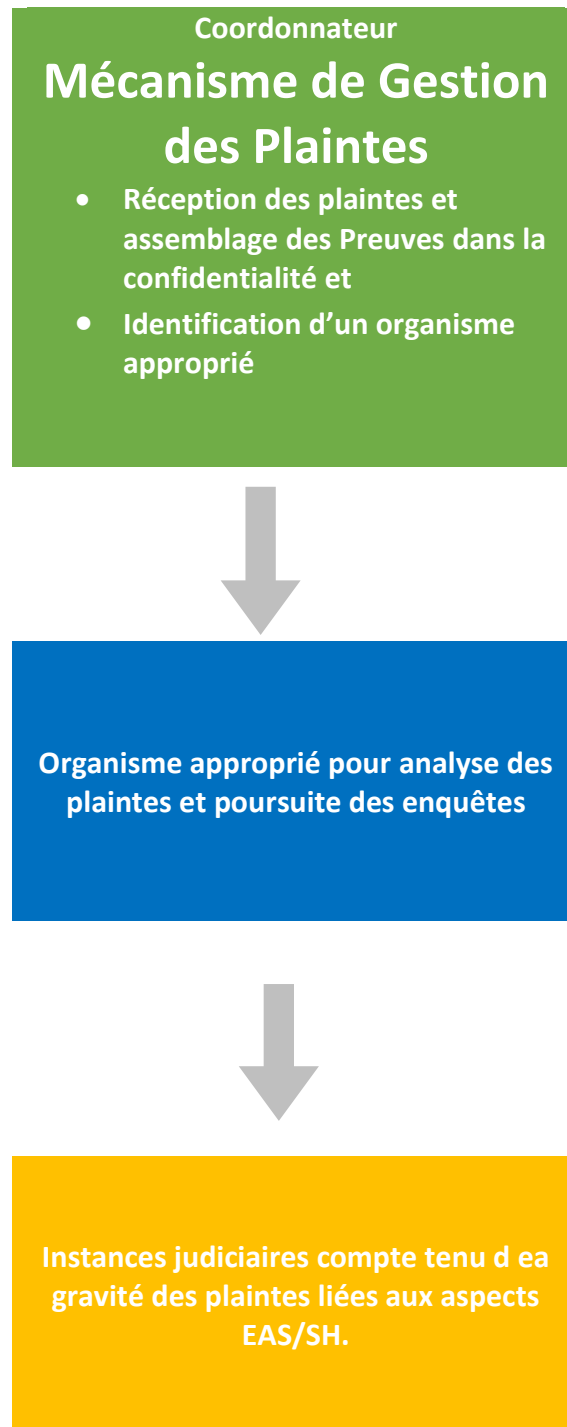 Coordonnateur
Mécanisme de Gestion
des Plaintes
• Réception des plaintes et
assemblage des Preuves dans la
confidentialité et
• Identification d’un organisme
approprié
Organisme approprié pour analyse des
plaintes et poursuite des enquêtes
Instances judiciaires compte tenu d ea
gravité des plaintes liées aux aspects
EAS/SH.